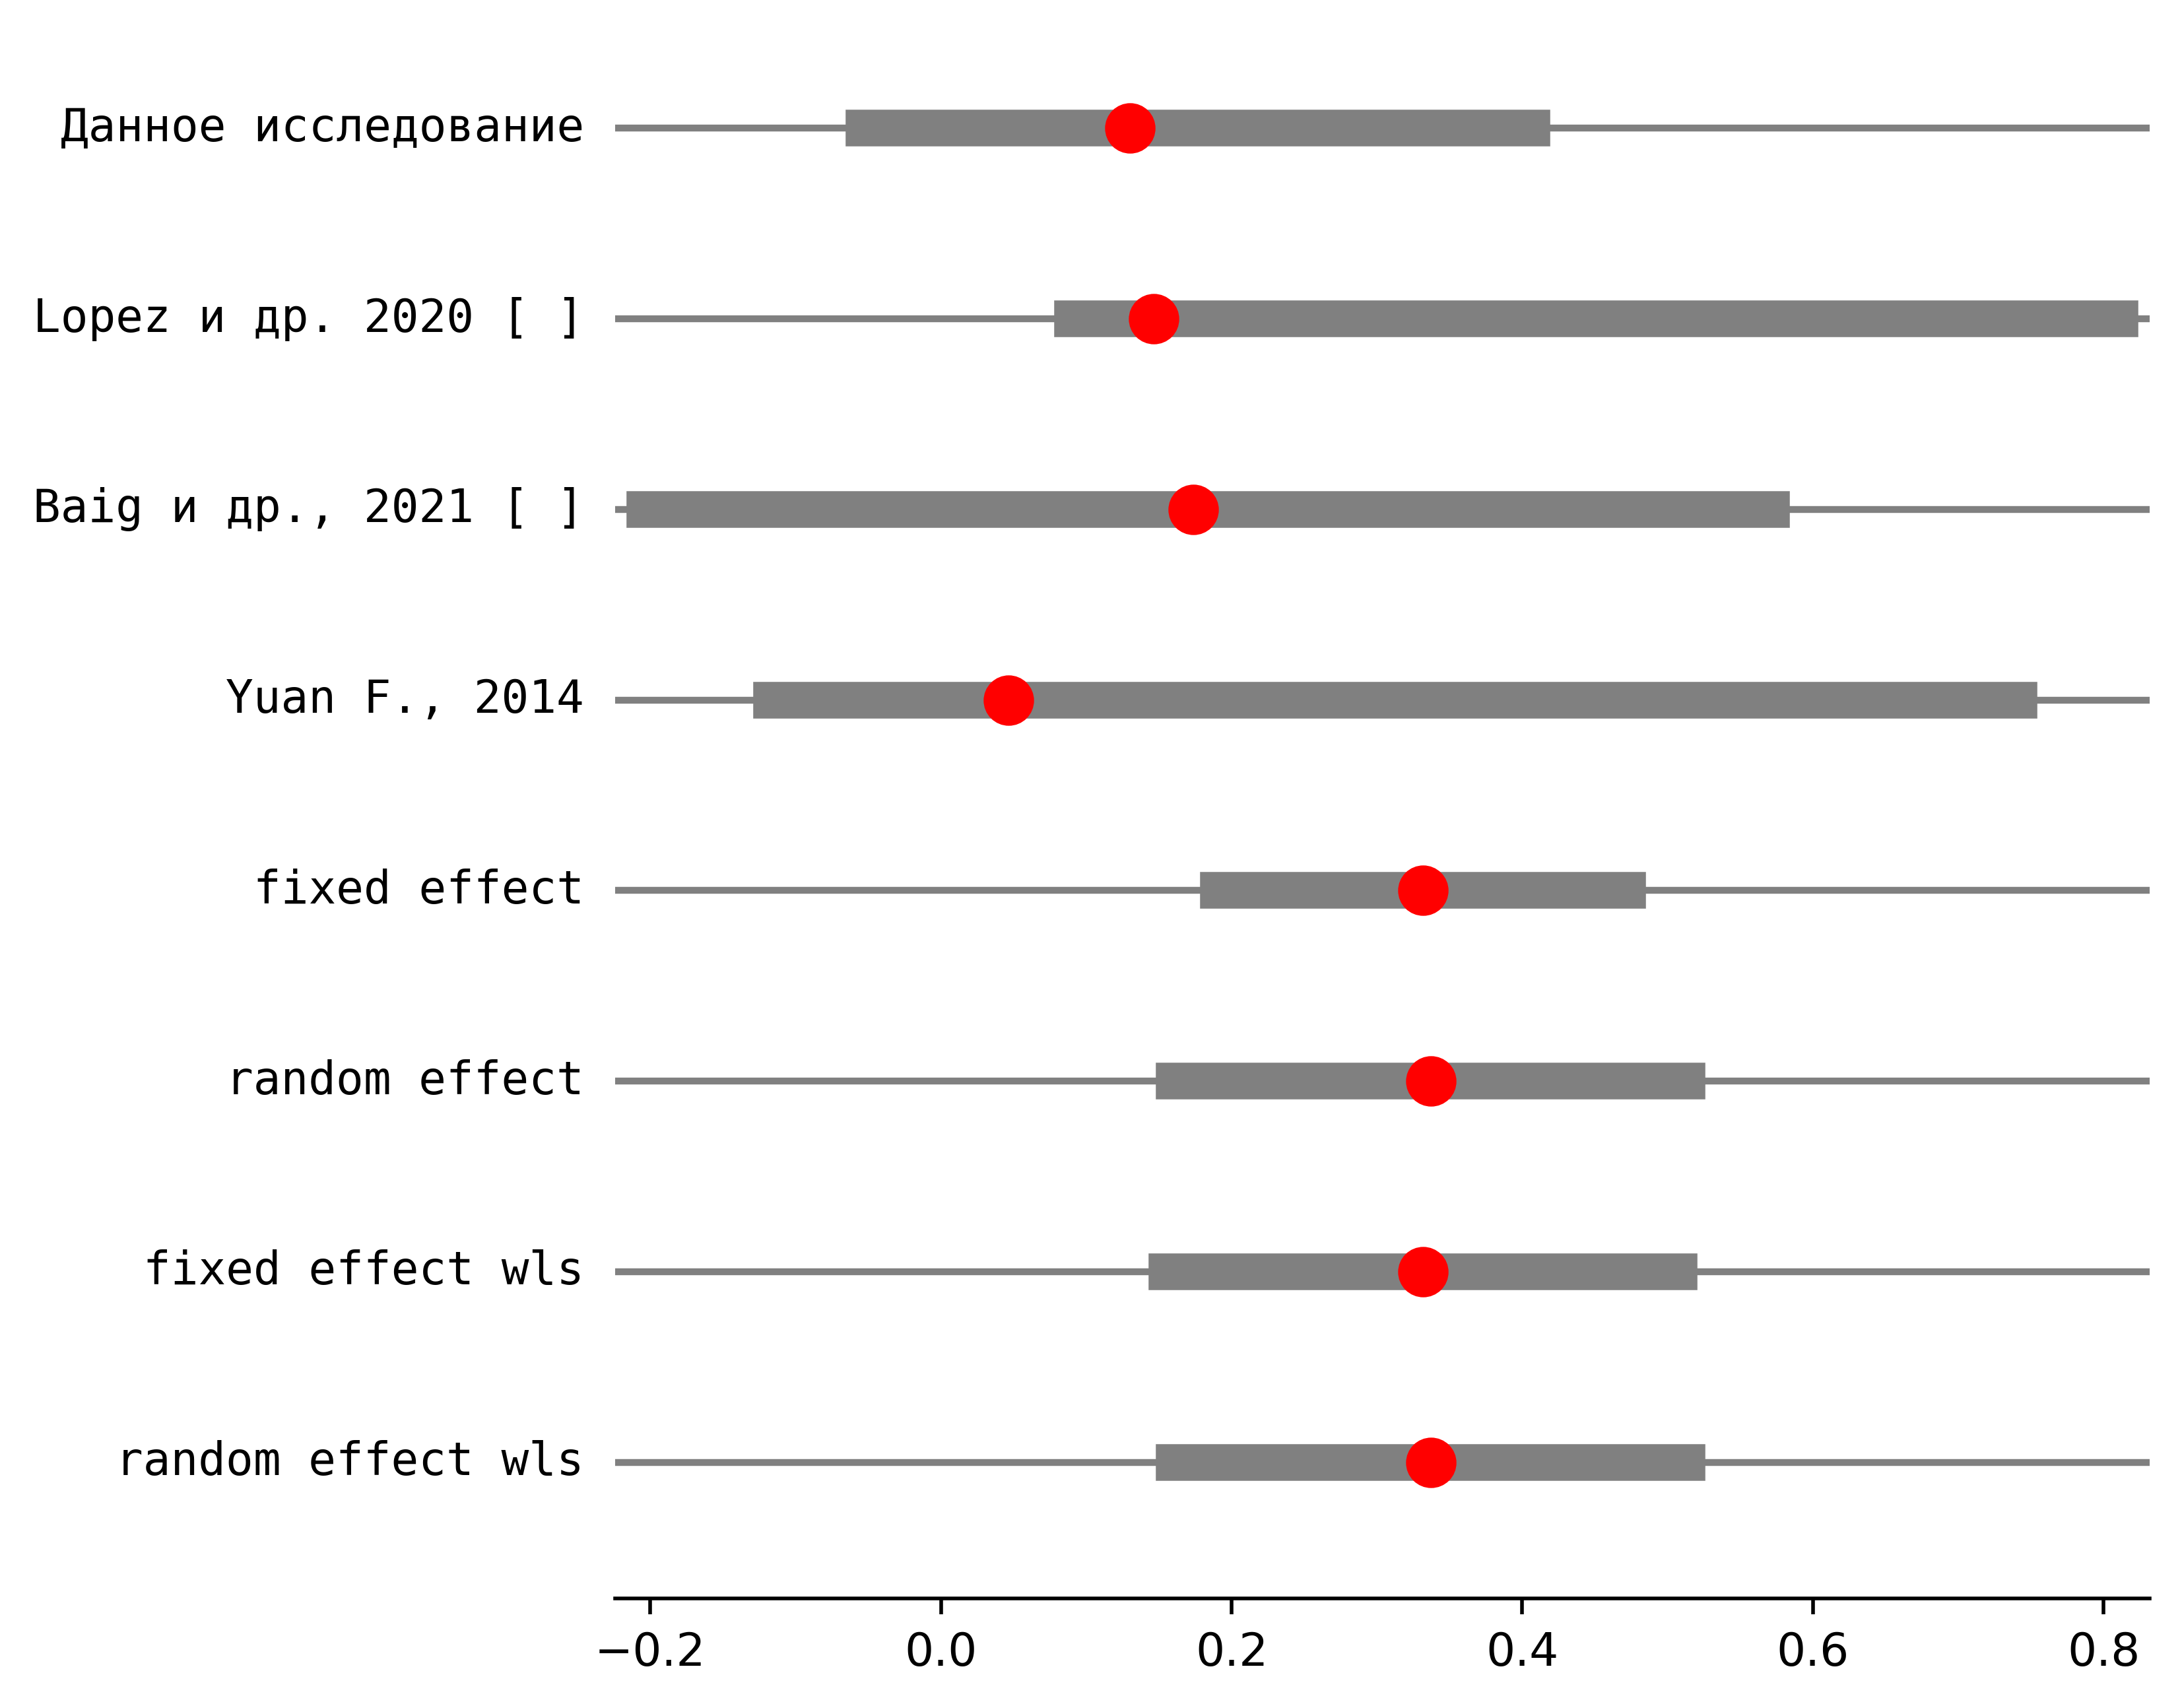 Данное исследование
Lopez и др. 2020 [ ]
Baig и др., 2021 [ ]
Yuan F., 2014
fixed effect
random effect
fixed effect wls
random effect wls
−0.2 0.0 0.2 0.4 0.6 0.8